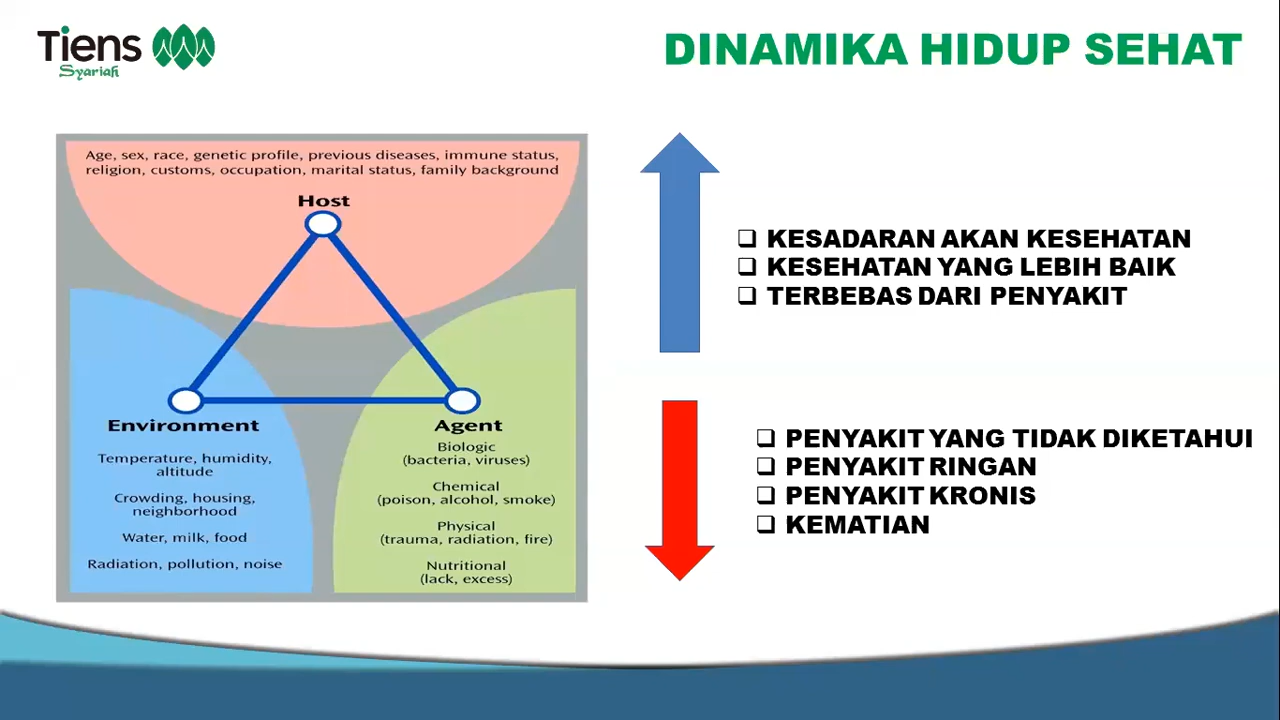 Tiens
Syariah
DINAMIKA HIDUP SEHAT
Age, sex, race, genetic profile, previous diseases, immune status,
religion, customs, occupation, marital status, family background
Host
Environment
Temperature, humidity,
altitude
Crowding, housing,
neighborhood
Water, milk, food
Radiation, pollution, noise
Agent
Biologic
(bacteria, viruses)
Chemical
(poison, alcohol, smoke)
Physical
(trauma, radiation, fire)
Nutritional
(lack, excess)
❑ KESADARAN AKAN KESEHATAN
❑ KESEHATAN YANG LEBIH BAIK
❑ TERBEBAS DARI PENYAKIT
❑ PENYAKIT YANG TIDAK DIKETAHUI
❑ PENYAKIT RINGAN
❑ PENYAKIT KRONIS
❑ KEMATIAN